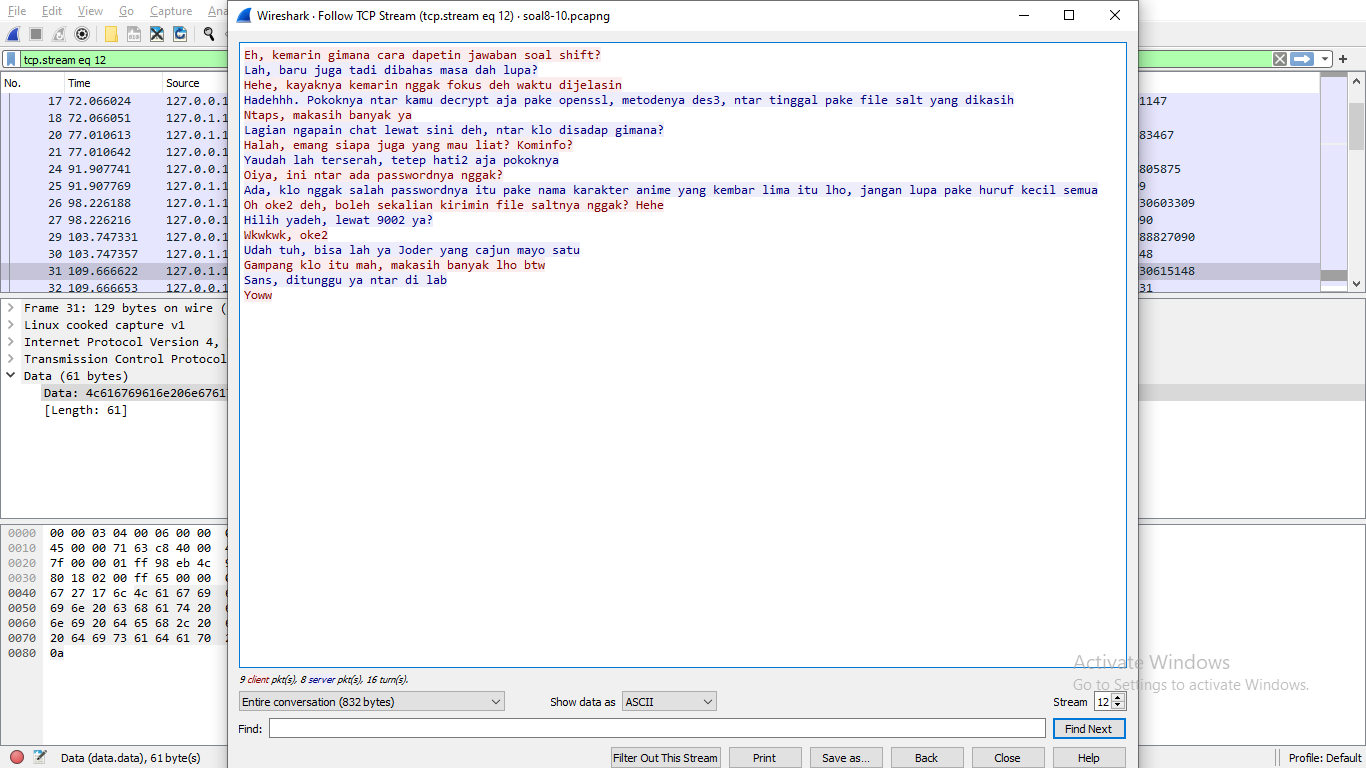 File Edit View Go Capture
Wireshark · Follow TCP Stream (tcp.stream eq 12) · soal8-10.pcapng
tcp.stream eq 12
No. Time Source
17 72.066024 127.0.0.1 1147
18 72.066051 127.0.1.1
20 77.010613 127.0.0.1 83467
21 77.010642 127.0.1.1
24 91.907741 127.0.1.1 805875
25 91.907769 127.0.0.1 9
26 98.226188 127.0.0.1 30603309
27 98.226216 127.0.1.1 90
29 103.747331 127.0.0.1 88827090
30 103.747357 127.0.1.1 48
31 109.666622 127.0.1.1 30615148
32 109.666653 127.0.0.1 31
Eh, kemarin gimana cara dapetin jawaban soal shift?
Lah, baru juga tadi dibahas masa dah lupa?
Hehe, kayaknya kemarin nggak fokus deh waktu dijelasin
Hadehhh. Pokoknya ntar kamu decrypt aja pake openssl, metodenya des3, ntar tinggal pake file salt yang dikasih
Ntaps, makasih banyak ya
Lagian ngapain chat lewat sini deh, ntar klo disadap gimana?
Halah, emang siapa juga yang mau liat? Kominfo?
Yaudah lah terserah, tetep hati2 aja pokoknya
Oiya, ini ntar ada passwordnya nggak?
Ada, klo nggak salah passwordnya itu pake nama karakter anime yang kembar lima itu lho, jangan lupa pake huruf kecil semua
Oh oke2 deh, boleh sekalian kirimin file saltnya nggak? Hehe
Hilih yadeh, lewat 9002 ya?
Wkwkwk, oke2
Udah tuh, bisa lah ya Joder yang cajun mayo satu
Gampang klo itu mah, makasih banyak lho btw
Sans, ditunggu ya ntar di lab
Yoww
Frame 31: 129 bytes on wire (
Linux cooked capture v1
Internet Protocol Version 4,
Transmission Control Protocol
Data (61 bytes)
Data: 4c616769616e206e6761
[Length: 61]
0000 00 00 03 04 00 06 00 00
0010 45 00 00 71 63 c8 40 00
0020 7f 00 00 01 ff 98 eb 4c
0030 80 18 02 00 ff 65 00 00
0040 67 27 17 6c 4c 61 67 69
0050 69 6e 20 63 68 61 74 20
0060 6e 69 20 64 65 68 2c 20
0070 20 64 69 73 61 64 61 70
0080 0a
9 client pkt(s), 8 server pkt(s), 16 turn(s).
Entire conversation (832 bytes) Show data as ASCII Stream 12
Find: Find Next
Filter Out This Stream Print Save as... Back Close Help
Activate Windows
Go to Settings to activate Windows.
Data (data.data), 61 byte(s) Profile: Default